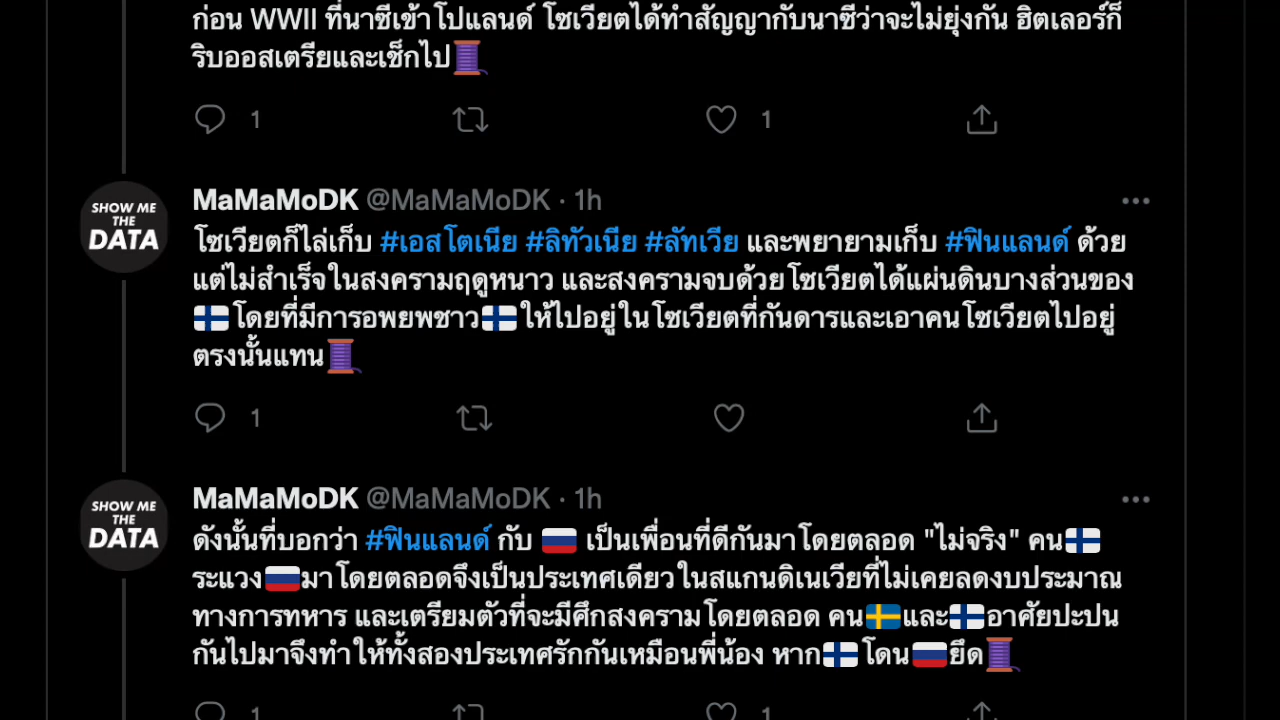 ก่อน WWII ที่นาซีเข้าโปแลนด์ โซเวียตได้ทำสัญญากับนาซีว่าจะไม่ยุ่งกัน ฮิตเลอร์ก็
ริบออสเตรียและเช็กไป🧵
1 1
SHOW ME
THE
DATA
MaMaMoDK @MaMaMoDK · 1h
โซเวียตก็ไล่เก็บ #เอสโตเนีย #ลิทัวเนีย #ลัทเวีย และพยายามเก็บ #ฟินแลนด์ ด้วย
แต่ไม่สำเร็จในสงครามฤดูหนาว และสงครามจบด้วยโซเวียตได้แผ่นดินบางส่วนของ
🇫🇮โดยที่มีการอพยพชาว🇫🇮ให้ไปอยู่ในโซเวียตที่กันดารและเอาคนโซเวียตไปอยู่
ตรงนั้นแทน🧵
1
SHOW ME
THE
DATA
MaMaMoDK @MaMaMoDK · 1h
ดังนั้นที่บอกว่า #ฟินแลนด์ กับ 🇷🇺 เป็นเพื่อนที่ดีกันมาโดยตลอด "ไม่จริง" คน🇫🇮
ระแวง🇷🇺มาโดยตลอดจึงเป็นประเทศเดียวในสแกนดิเนเวียที่ไม่เคยลดงบประมาณ
ทางการทหาร และเตรียมตัวที่จะมีศึกสงครามโดยตลอด คน🇸🇪และ🇫🇮อาศัยปะปน
กันไปมาจึงทำให้ทั้งสองประเทศรักกันเหมือนพี่น้อง หาก🇫🇮โดน🇷🇺ยึด🧵
1 1